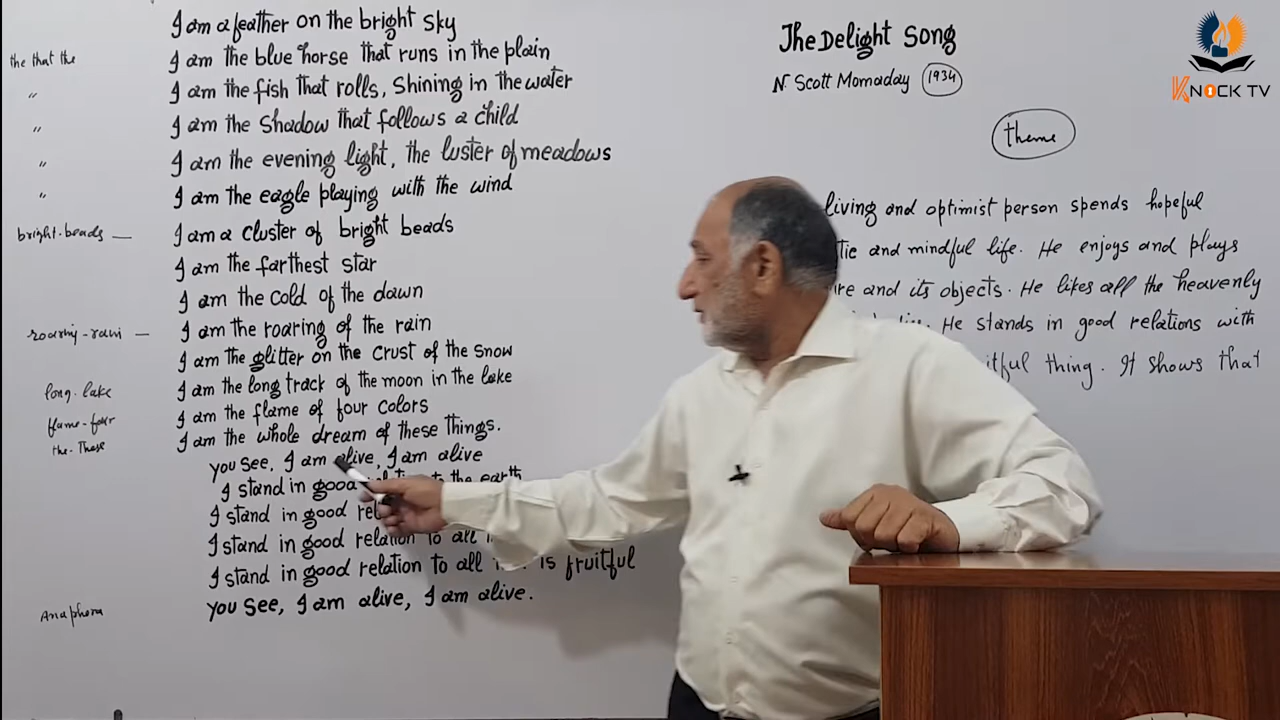 I am a feather on the bright sky
the that the I am the blue horse that runs in the plain
" I am the fish that rolls, shining in the water
" I am the shadow that follows a child
" I am the evening light, the luster of meadows
" I am the eagle playing with the wind
bright-beads — I am a cluster of bright beads
I am the farthest star
I am the cold of the dawn
roaring-rain — I am the roaring of the rain
I am the glitter on the crust of the snow
long-lake I am the long track of the moon in the lake
flame-four I am the flame of four colors
the-These I am the whole dream of these things.
you see, I am alive, I am alive
I stand in good relation to the earth
I stand in good
I stand in good relation to all
I stand in good relation to all is fruitful
Anaphora you see, I am alive, I am alive.
The Delight Song
N. Scott Momaday 1934
theme
living and optimist person spends hopeful
and mindful life. He enjoys and plays
and its objects. He likes all the heavenly
He stands in good relations with
thing. It shows that
KNOCK TV